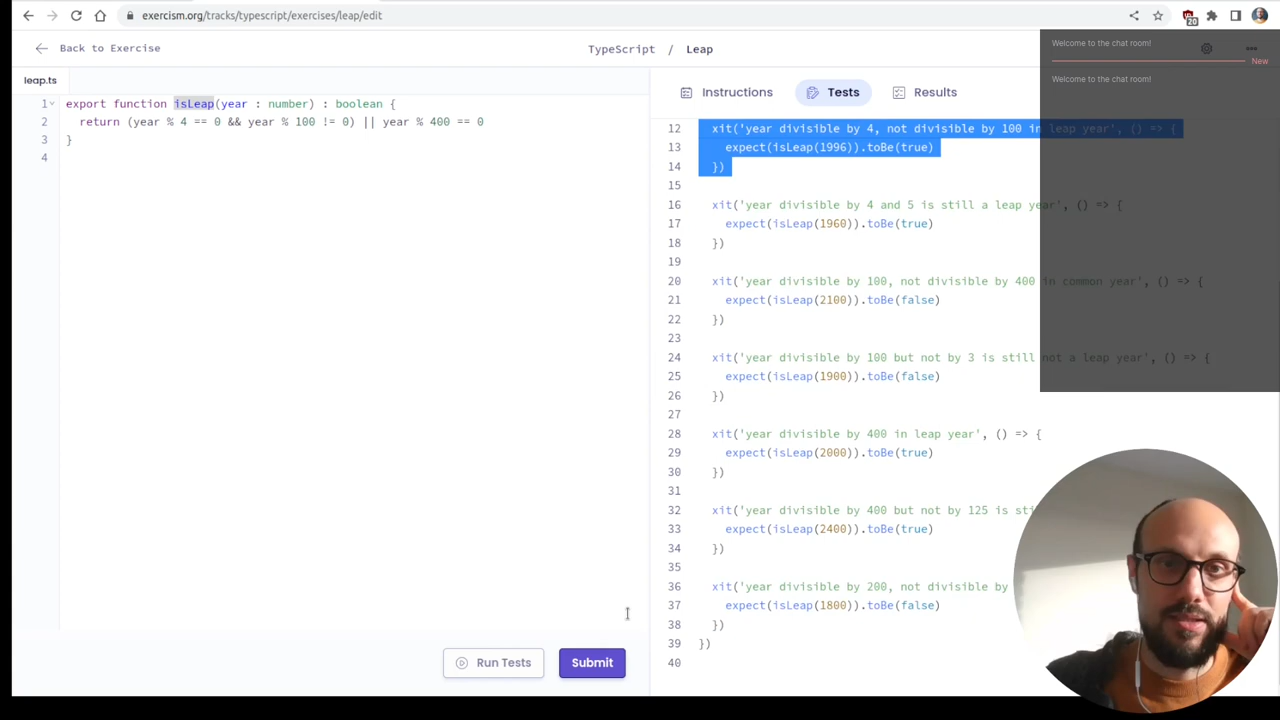 exercism.org/tracks/typescript/exercises/leap/edit
20
Back to Exercise
TypeScript / Leap
leap.ts
1 export function isLeap(year : number) : boolean {
2 return (year % 4 == 0 && year % 100 != 0) || year % 400 == 0
3 }
4
Instructions
Tests
Results
12 xit('year divisible by 4, not divisible by 100 in leap year', () => {
13 expect(isLeap(1996)).toBe(true)
14 })
15
16 xit('year divisible by 4 and 5 is still a leap year', () => {
17 expect(isLeap(1960)).toBe(true)
18 })
19
20 xit('year divisible by 100, not divisible by 400 in common year', () => {
21 expect(isLeap(2100)).toBe(false)
22 })
23
24 xit('year divisible by 100 but not by 3 is still not a leap year', () => {
25 expect(isLeap(1900)).toBe(false)
26 })
27
28 xit('year divisible by 400 in leap year', () => {
29 expect(isLeap(2000)).toBe(true)
30 })
31
32 xit('year divisible by 400 but not by 125 is sti
33 expect(isLeap(2400)).toBe(true)
34 })
35
36 xit('year divisible by 200, not divisible by
37 expect(isLeap(1800)).toBe(false)
38 })
39 })
40
Welcome to the chat room!
New
Welcome to the chat room!
Run Tests
Submit